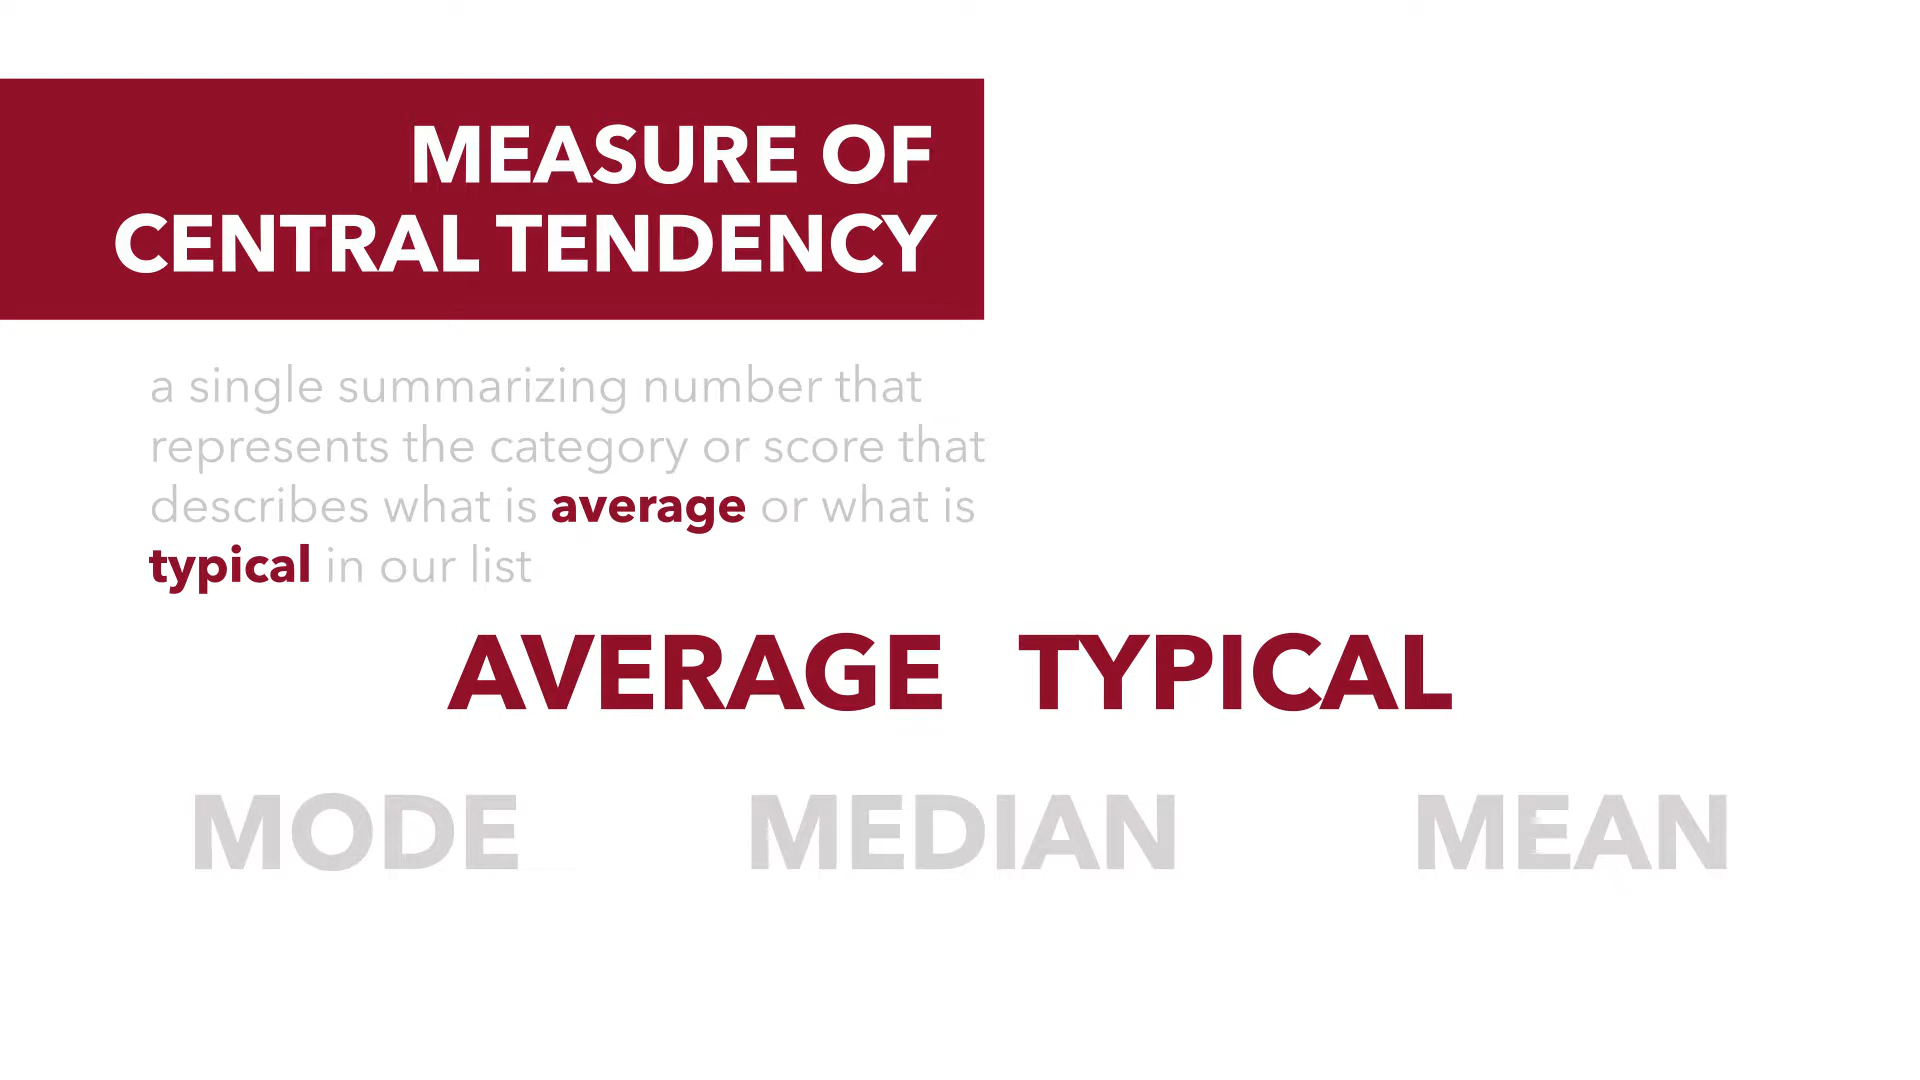 MEASURE OF
CENTRAL TENDENCY
a single summarizing number that
represents the category or score that
describes what is average or what is
typical in our list
AVERAGE TYPICAL
MODE MEDIAN MEAN